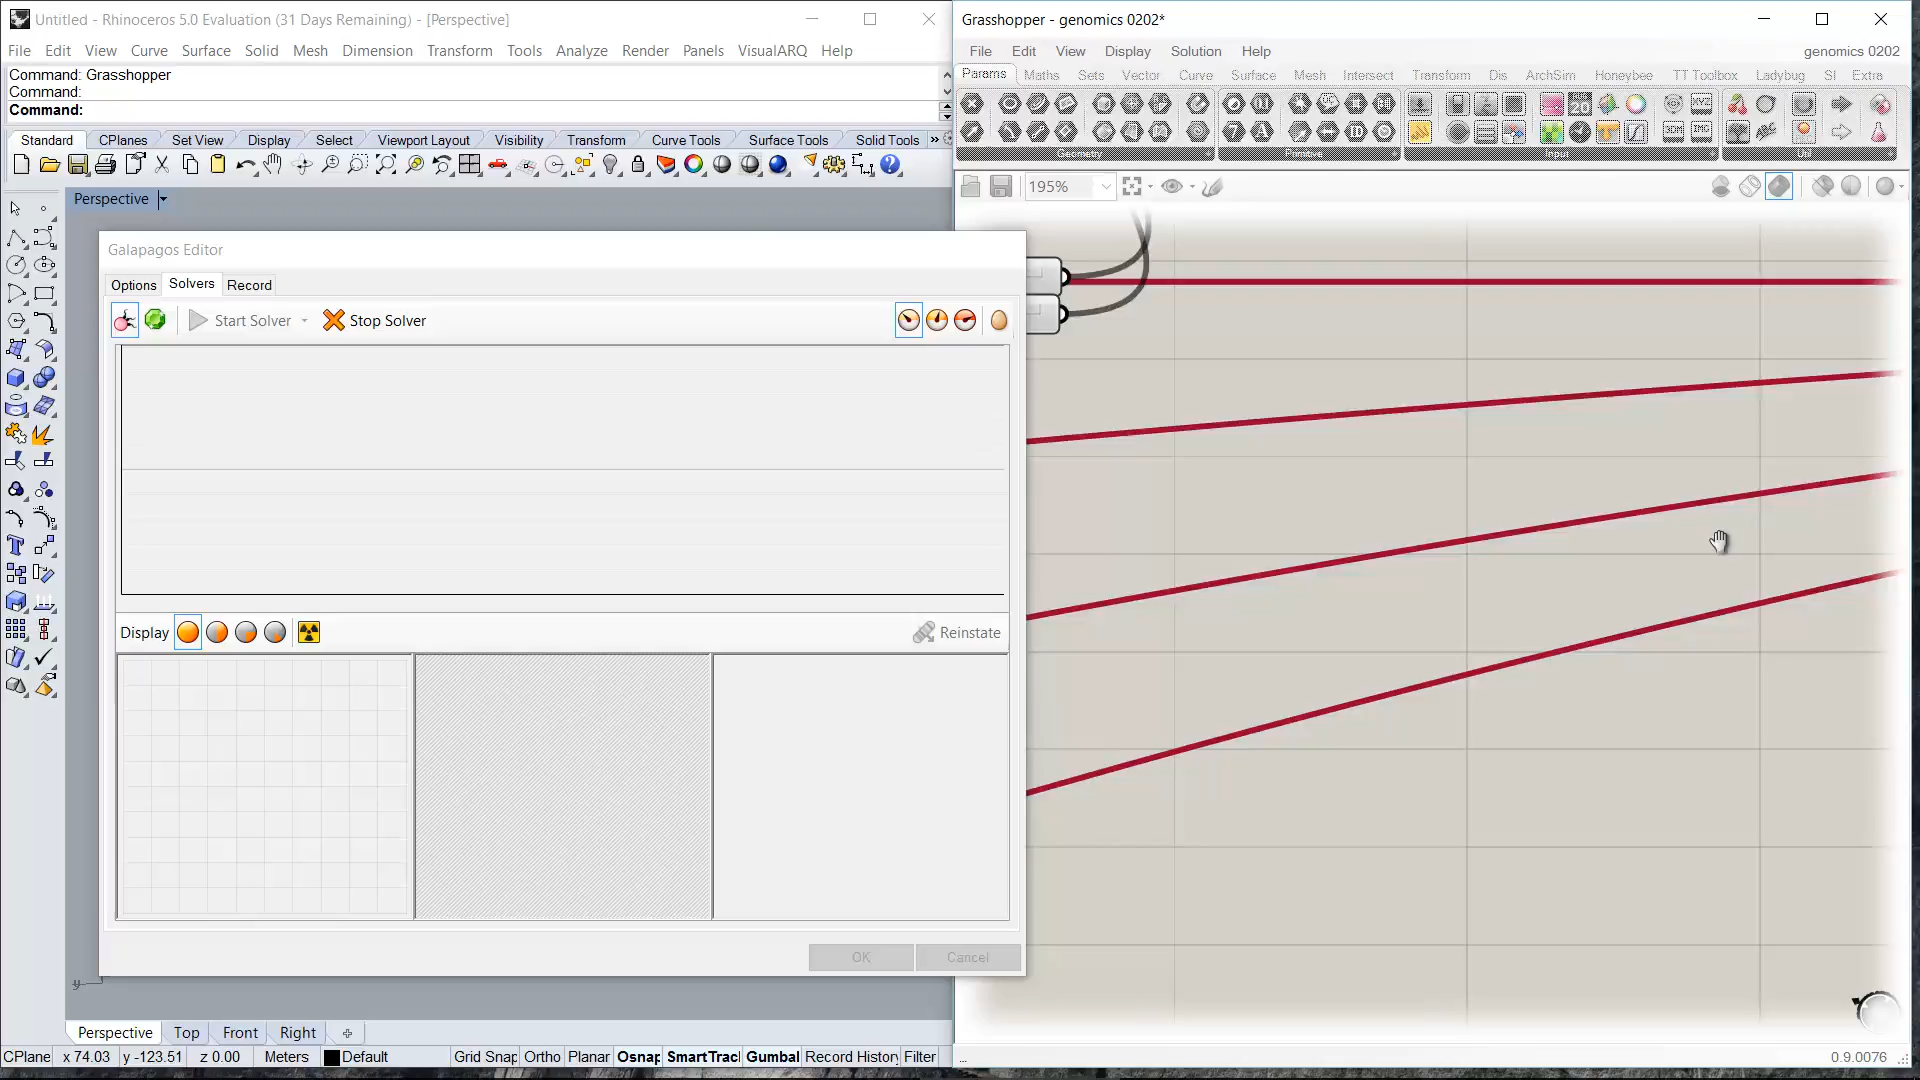 Untitled - Rhinoceros 5.0 Evaluation (31 Days Remaining) - [Perspective]
File Edit View Curve Surface Solid Mesh Dimension Transform Tools Analyze Render Panels VisualARQ Help
Command: Grasshopper
Command:
Command:
Standard CPlanes Set View Display Select Viewport Layout Visibility Transform Curve Tools Surface Tools Solid Tools »
Perspective
Galapagos Editor
Options Solvers Record
Start Solver Stop Solver
Display Reinstate
OK Cancel
y
Perspective Top Front Right
CPlane x 74.03 y -123.51 z 0.00 Meters Default Grid Snap Ortho Planar Osnap SmartTrack Gumbal Record History Filter
Grasshopper - genomics 0202*
File Edit View Display Solution Help genomics 0202
Params Maths Sets Vector Curve Surface Mesh Intersect Transform Dis ArchSim Honeybee TT Toolbox Ladybug SI Extra
Geometry Primitive Input Util
195%
...
0.9.0076